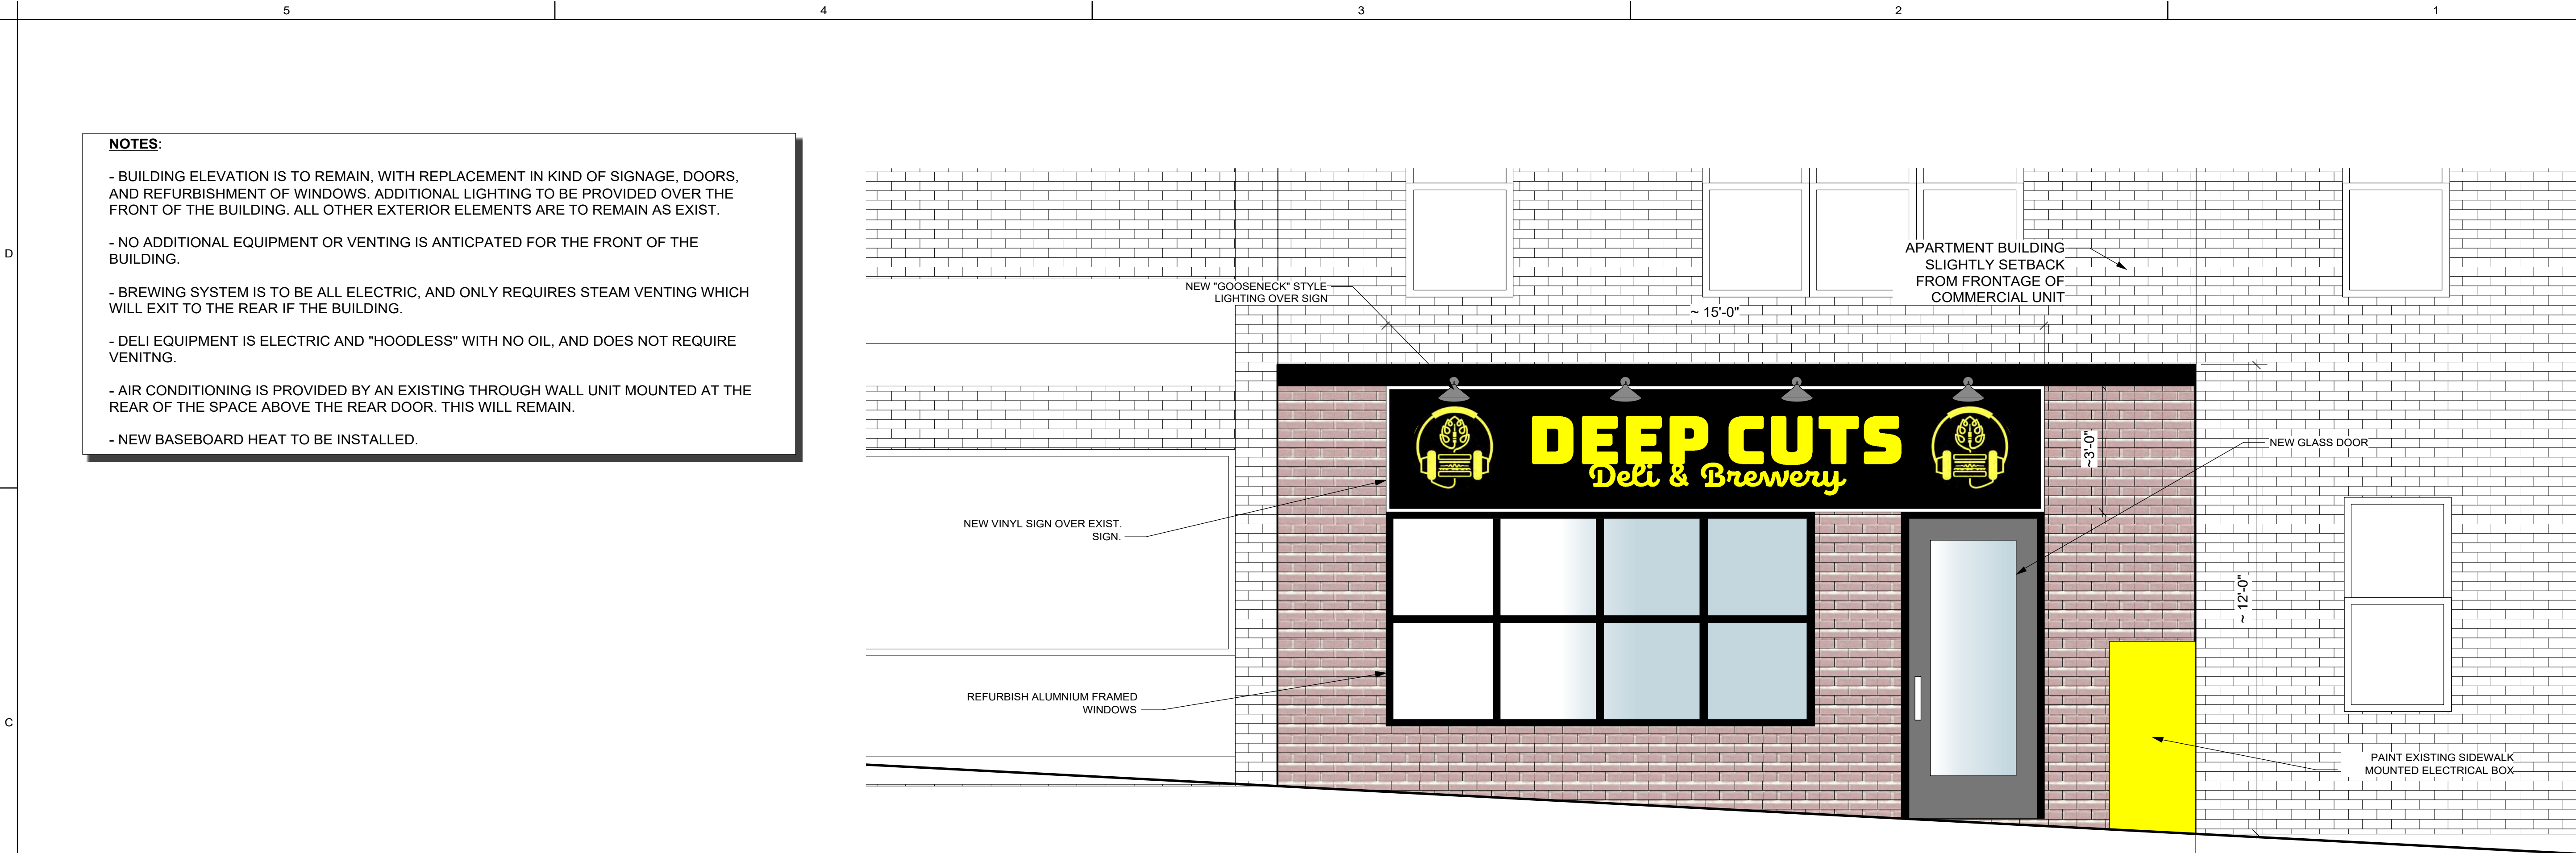 5
4
3
2
1
D
C
NOTES:
- BUILDING ELEVATION IS TO REMAIN, WITH REPLACEMENT IN KIND OF SIGNAGE, DOORS,
AND REFURBISHMENT OF WINDOWS. ADDITIONAL LIGHTING TO BE PROVIDED OVER THE
FRONT OF THE BUILDING. ALL OTHER EXTERIOR ELEMENTS ARE TO REMAIN AS EXIST.
- NO ADDITIONAL EQUIPMENT OR VENTING IS ANTICPATED FOR THE FRONT OF THE
BUILDING.
- BREWING SYSTEM IS TO BE ALL ELECTRIC, AND ONLY REQUIRES STEAM VENTING WHICH
WILL EXIT TO THE REAR IF THE BUILDING.
- DELI EQUIPMENT IS ELECTRIC AND "HOODLESS" WITH NO OIL, AND DOES NOT REQUIRE
VENITNG.
- AIR CONDITIONING IS PROVIDED BY AN EXISTING THROUGH WALL UNIT MOUNTED AT THE
REAR OF THE SPACE ABOVE THE REAR DOOR. THIS WILL REMAIN.
- NEW BASEBOARD HEAT TO BE INSTALLED.
APARTMENT BUILDING
SLIGHTLY SETBACK
FROM FRONTAGE OF
COMMERCIAL UNIT
NEW "GOOSENECK" STYLE
LIGHTING OVER SIGN
~ 15'-0"
DEEP CUTS
Deli & Brewery
~3'-0"
NEW GLASS DOOR
NEW VINYL SIGN OVER EXIST.
SIGN.
~ 12'-0"
REFURBISH ALUMNIUM FRAMED
WINDOWS
PAINT EXISTING SIDEWALK
MOUNTED ELECTRICAL BOX